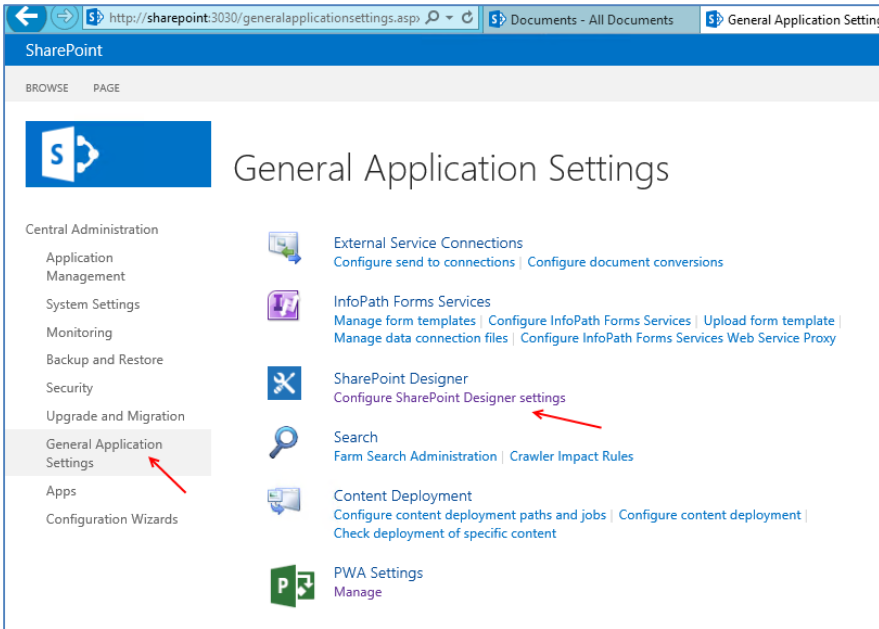 http://sharepoint:3030/generalapplicationsettings.asp
Documents - All Documents
General Application Setting
SharePoint
BROWSE PAGE
General Application Settings
Central Administration
Application
Management
System Settings
Monitoring
Backup and Restore
Security
Upgrade and Migration
General Application
Settings
Apps
Configuration Wizards
External Service Connections
Configure send to connections | Configure document conversions
InfoPath Forms Services
Manage form templates | Configure InfoPath Forms Services | Upload form template |
Manage data connection files | Configure InfoPath Forms Services Web Service Proxy
SharePoint Designer
Configure SharePoint Designer settings
Search
Farm Search Administration | Crawler Impact Rules
Content Deployment
Configure content deployment paths and jobs | Configure content deployment |
Check deployment of specific content
PWA Settings
Manage